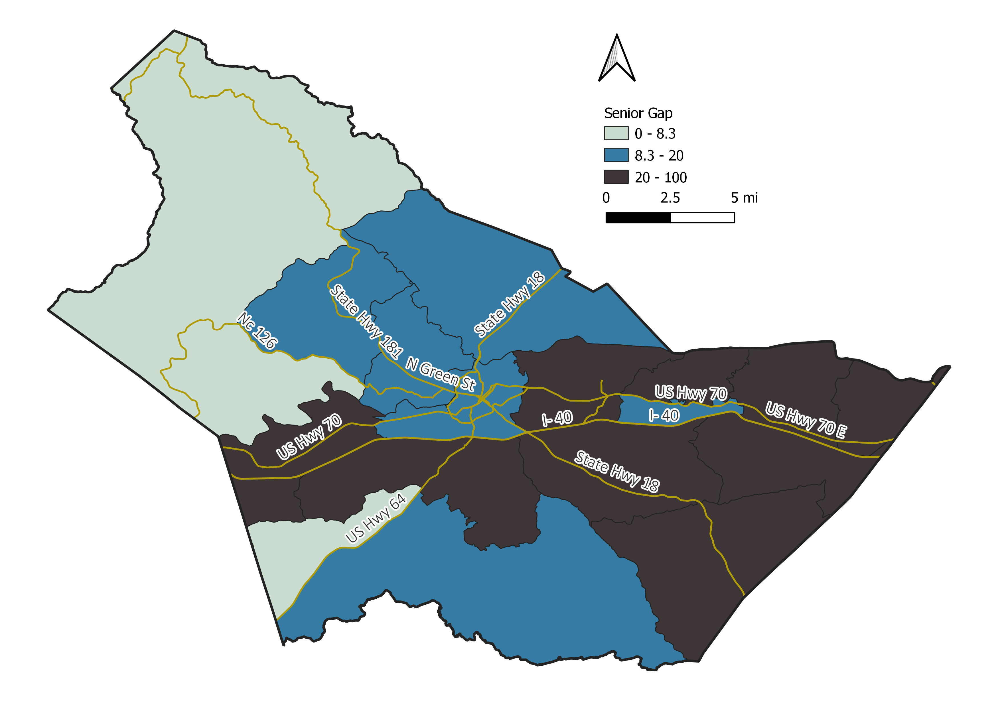 Senior Gap
0 - 8.3
8.3 - 20
20 - 100
0 2.5 5 mi
State Hwy 18
State Hwy 181
Nc 126
N Green St
US Hwy 70
I- 40
I- 40
US Hwy 70 E
US Hwy 70
State Hwy 18
US Hwy 64